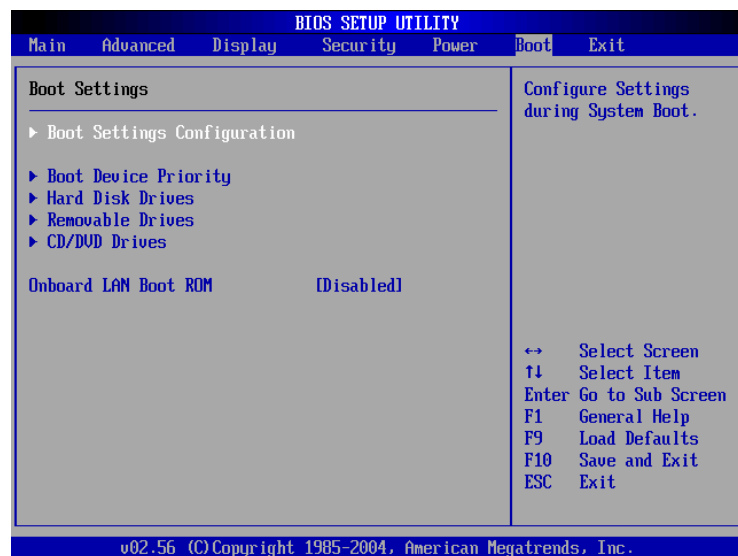 BIOS SETUP UTILITY
Main Advanced Display Security Power Boot Exit
Boot Settings
▶ Boot Settings Configuration
▶ Boot Device Priority
▶ Hard Disk Drives
▶ Removable Drives
▶ CD/DVD Drives
Onboard LAN Boot ROM [Disabled]
Configure Settings
during System Boot.
↔ Select Screen
↑↓ Select Item
Enter Go to Sub Screen
F1 General Help
F9 Load Defaults
F10 Save and Exit
ESC Exit
v02.56 (C)Copyright 1985-2004, American Megatrends, Inc.